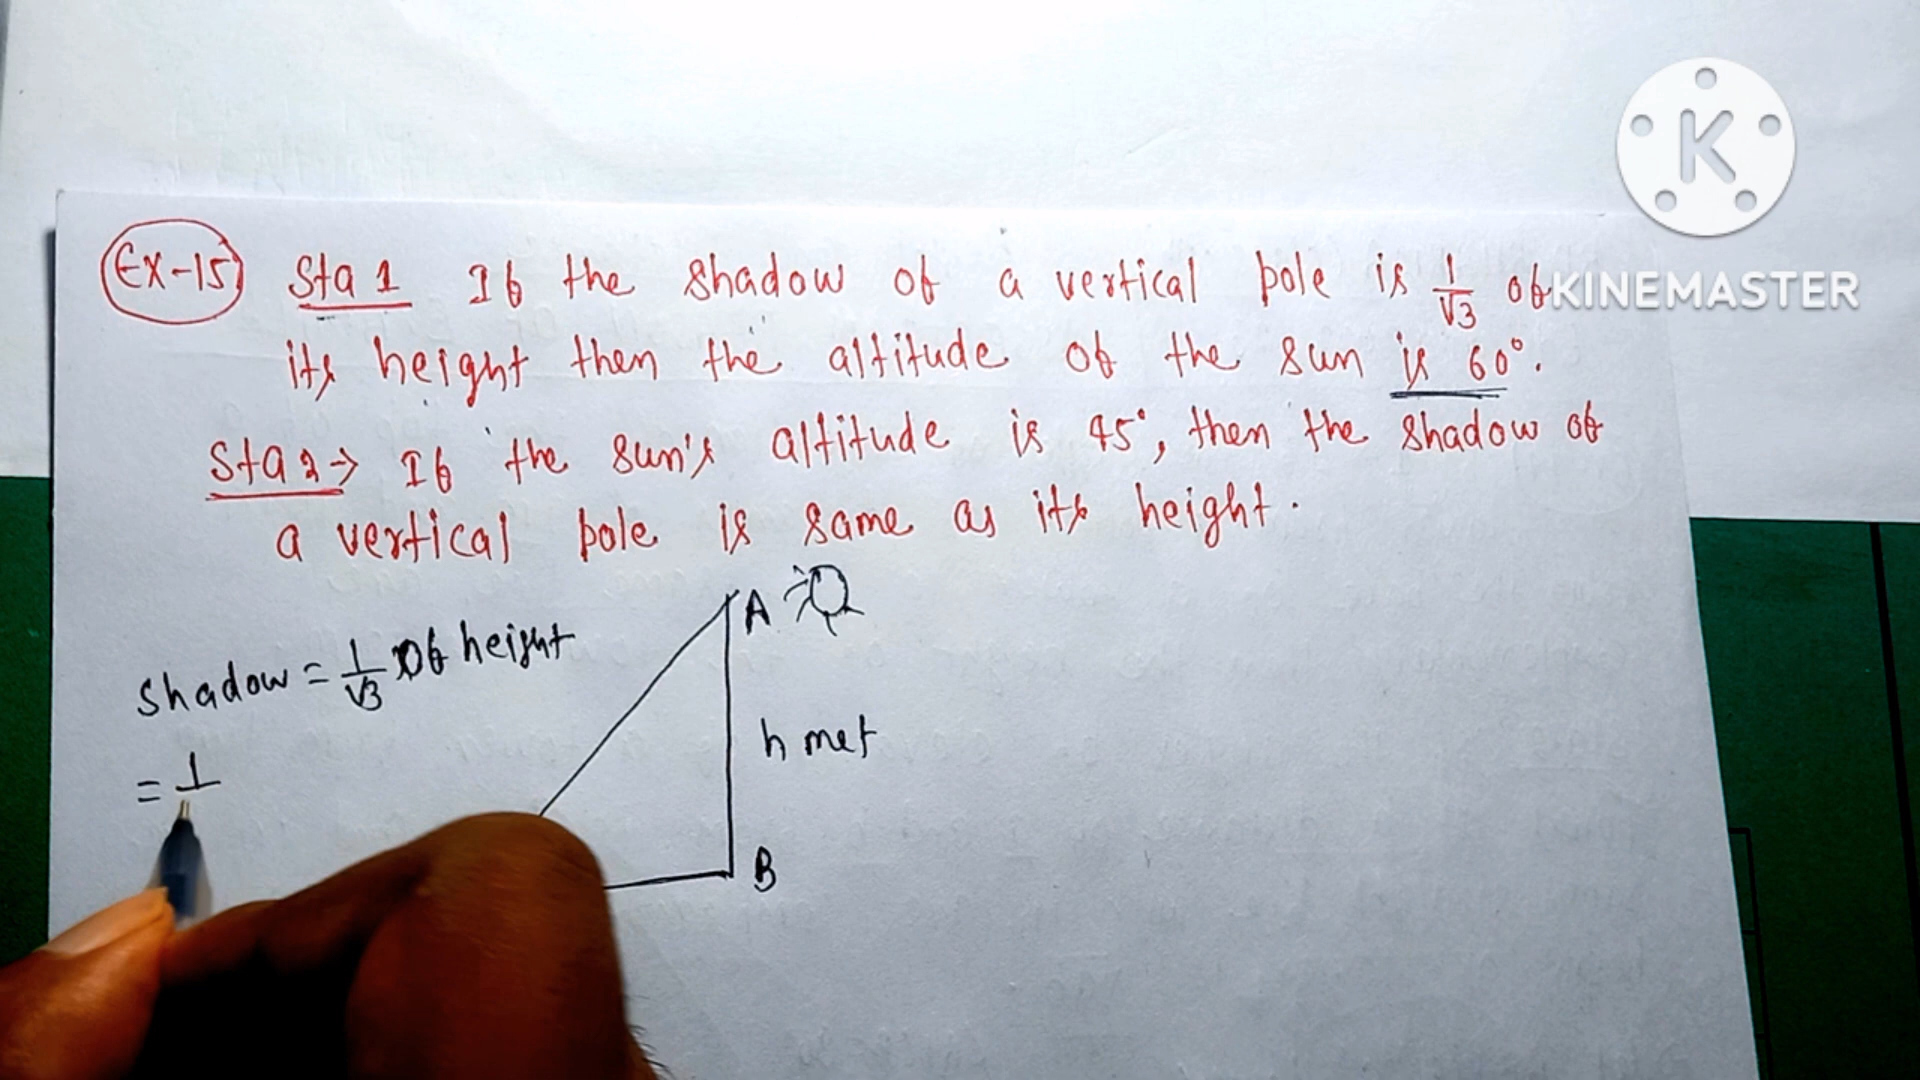 Ex-15 Sta 1 If the shadow of a vertical pole is 1/√3 of
its height then the altitude of the sun is 60°.
Sta 2→ If the sun's altitude is 45°, then the shadow of
a vertical pole is same as its height.
K
KINEMASTER
A
shadow = 1/√3 of height
h met
= 1
B